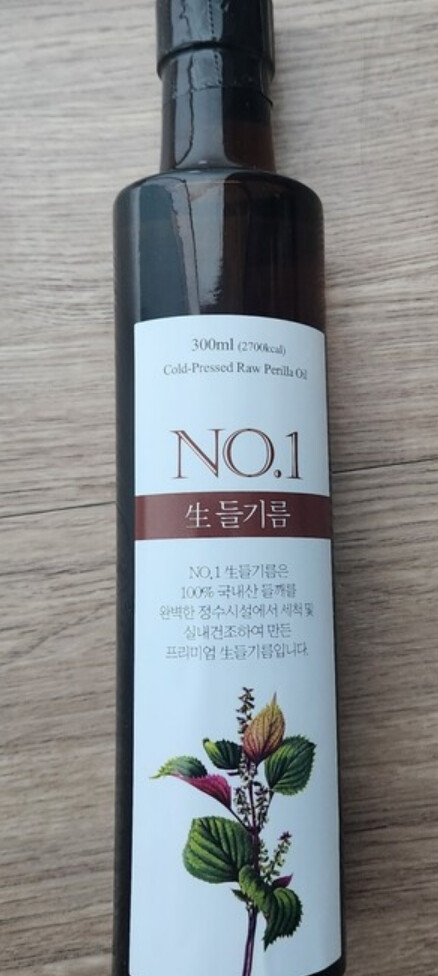 300ml (2700kcal)
Cold-Pressed Raw Perilla Oil
NO.1
生 들기름
NO.1 生들기름은
100% 국내산 들깨를
완벽한 정수시설에서 세척 및
실내건조하여 만든
프리미엄 生들기름입니다.